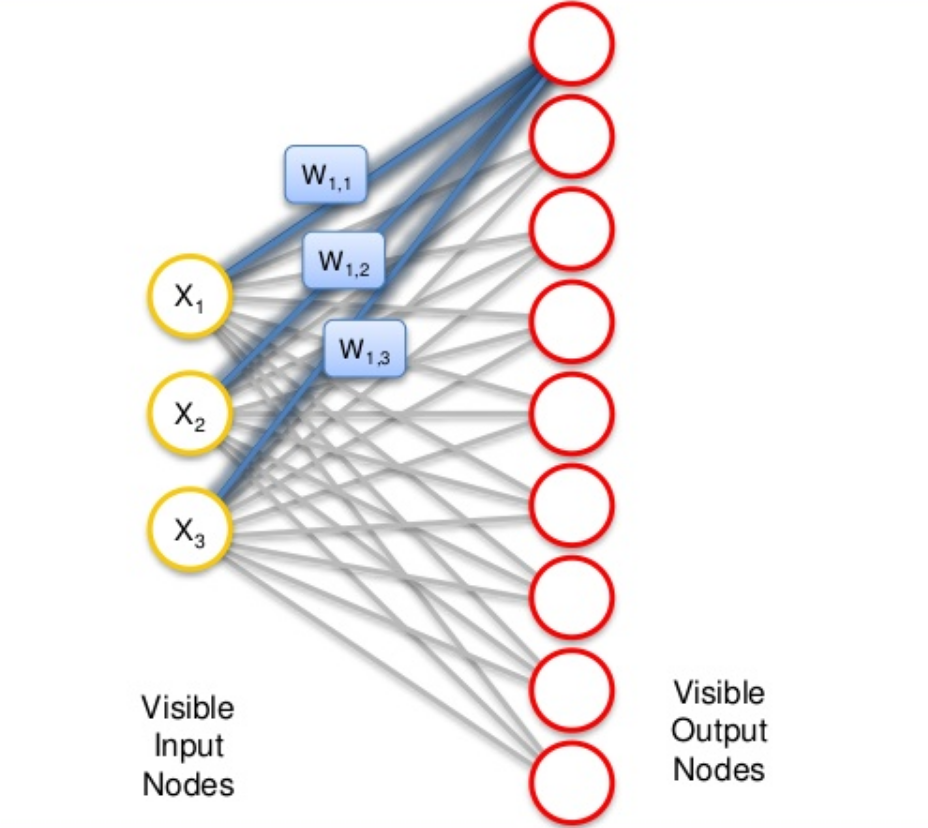 W1,1
W1,2
X1
W1,3
X2
X3
Visible
Input
Nodes
Visible
Output
Nodes